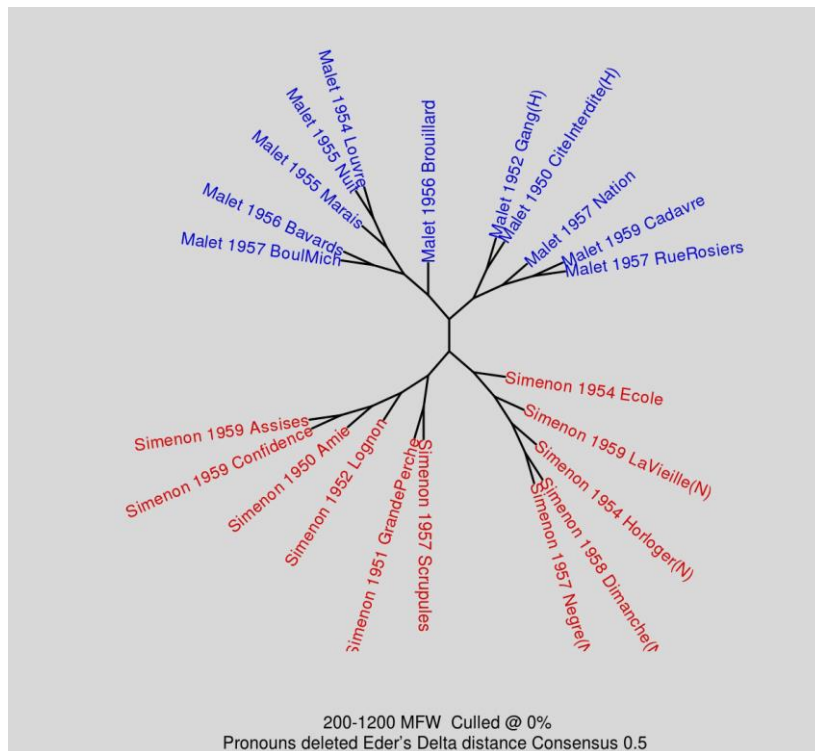 Malet 1954 Louvre
Malet 1955 Nuit
Malet 1955 Marais
Malet 1956 Bavards
Malet 1957 BoulMich
Malet 1956 Brouillard
Malet 1952 Gang(H)
Malet 1950 CiteInterdite(H)
Malet 1957 Nation
Malet 1959 Cadavre
Malet 1957 RueRosiers
Simenon 1954 Ecole
Simenon 1959 LaVieille(N)
Simenon 1954 Horloger(N)
Simenon 1958 Dimanche(N
Simenon 1957 Negre(N
Simenon 1957 Scrupules
Simenon 1951 GrandePerche
Simenon 1952 Lognon
Simenon 1950 Amie
Simenon 1959 Confidence
Simenon 1959 Assises
200-1200 MFW Culled @ 0%
Pronouns deleted Eder's Delta distance Consensus 0.5